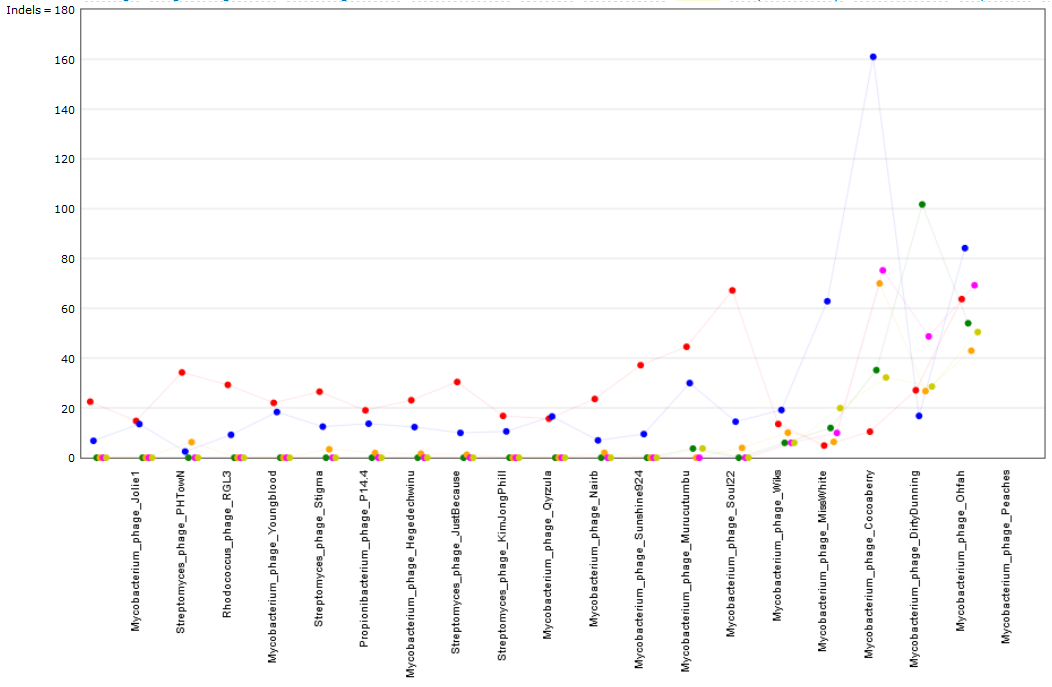 Indels = 180
160
140
120
100
80
60
40
20
0
Mycobacterium_phage_Jolie1
Streptomyces_phage_PHTowN
Rhodococcus_phage_RGL3
Mycobacterium_phage_Youngblood
Streptomyces_phage_Stigma
Propionibacterium_phage_P14.4
Mycobacterium_phage_Hegedechwinu
Streptomyces_phage_JustBecause
Streptomyces_phage_KimJongPhill
Mycobacterium_phage_Qyrzula
Mycobacterium_phage_Nairb
Mycobacterium_phage_Sunshine924
Mycobacterium_phage_Murucutumbu
Mycobacterium_phage_Soul22
Mycobacterium_phage_Wiks
Mycobacterium_phage_MissWhite
Mycobacterium_phage_Cocoaberry
Mycobacterium_phage_DirtyDunning
Mycobacterium_phage_Ohfah
Mycobacterium_phage_Peaches